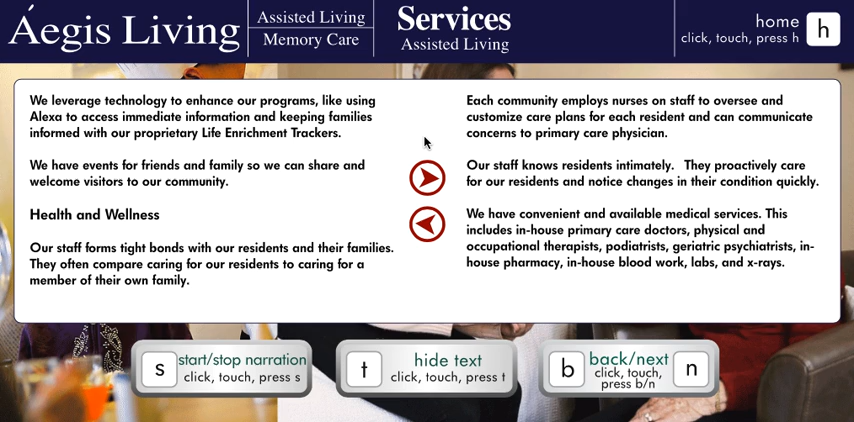 Áegis Living
Assisted Living
Memory Care
Services
Assisted Living
home
click, touch, press h
h
We leverage technology to enhance our programs, like using
Alexa to access immediate information and keeping families
informed with our proprietary Life Enrichment Trackers.
We have events for friends and family so we can share and
welcome visitors to our community.
Health and Wellness
Our staff forms tight bonds with our residents and their families.
They often compare caring for our residents to caring for a
member of their own family.
Each community employs nurses on staff to oversee and
customize care plans for each resident and can communicate
concerns to primary care physician.
Our staff knows residents intimately.   They proactively care
for our residents and notice changes in their condition quickly.
We have convenient and available medical services. This
includes in-house primary care doctors, physical and
occupational therapists, podiatrists, geriatric psychiatrists, in-
house pharmacy, in-house blood work, labs, and x-rays.
s
start/stop narration
click, touch, press s
t
hide text
click, touch, press t
b
back/next
click, touch,
press b/n
n